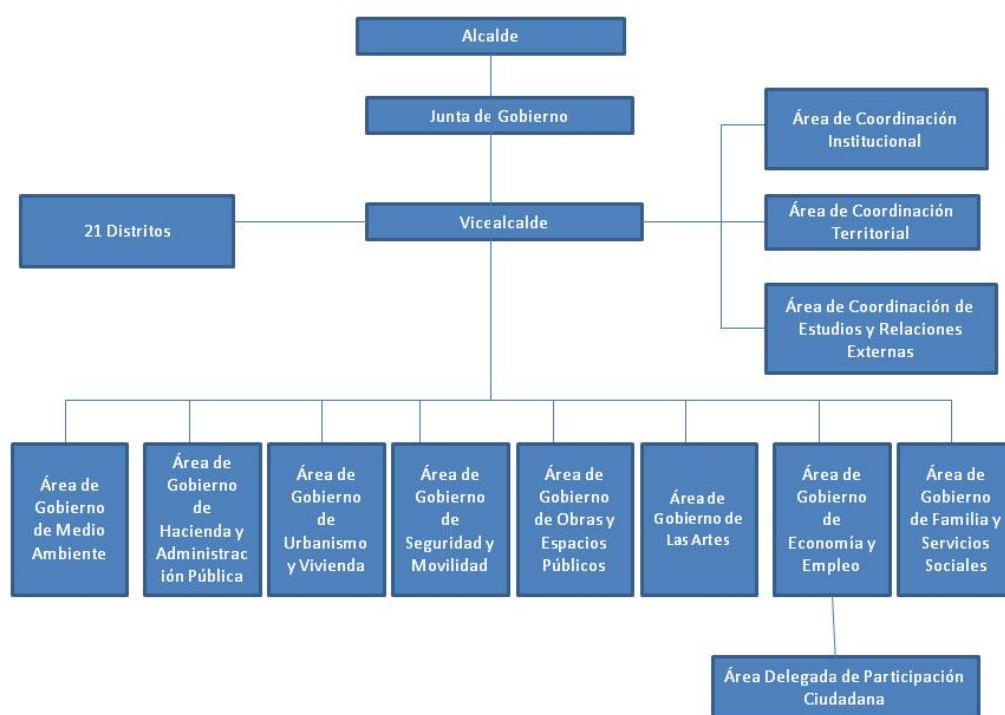 Alcalde
Junta de Gobierno
Área de Coordinación
Institucional
21 Distritos
Vicealcalde
Área de Coordinación
Territorial
Área de Coordinación de
Estudios y Relaciones
Externas
Área de
Gobierno
de Medio
Ambiente
Área de
Gobierno
de
Hacienda y
Administrac
ión Pública
Área de
Gobierno
de
Urbanismo
y Vivienda
Área de
Gobierno
de
Seguridad y
Movilidad
Área de
Gobierno
de Obras y
Espacios
Públicos
Área de
Gobierno de
Las Artes
Área de
Gobierno
de
Economía y
Empleo
Área de
Gobierno
de Familia y
Servicios
Sociales
Área Delegada de Participación
Ciudadana